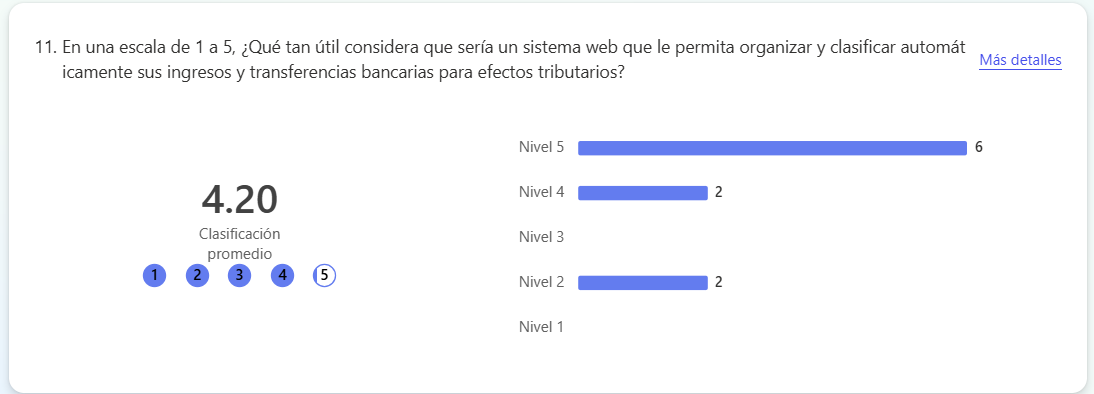 11. En una escala de 1 a 5, ¿Qué tan útil considera que sería un sistema web que le permita organizar y clasificar automát
icamente sus ingresos y transferencias bancarias para efectos tributarios?
Más detalles
4.20
Clasificación
promedio
1 2 3 4 5
Nivel 5 6
Nivel 4 2
Nivel 3
Nivel 2 2
Nivel 1